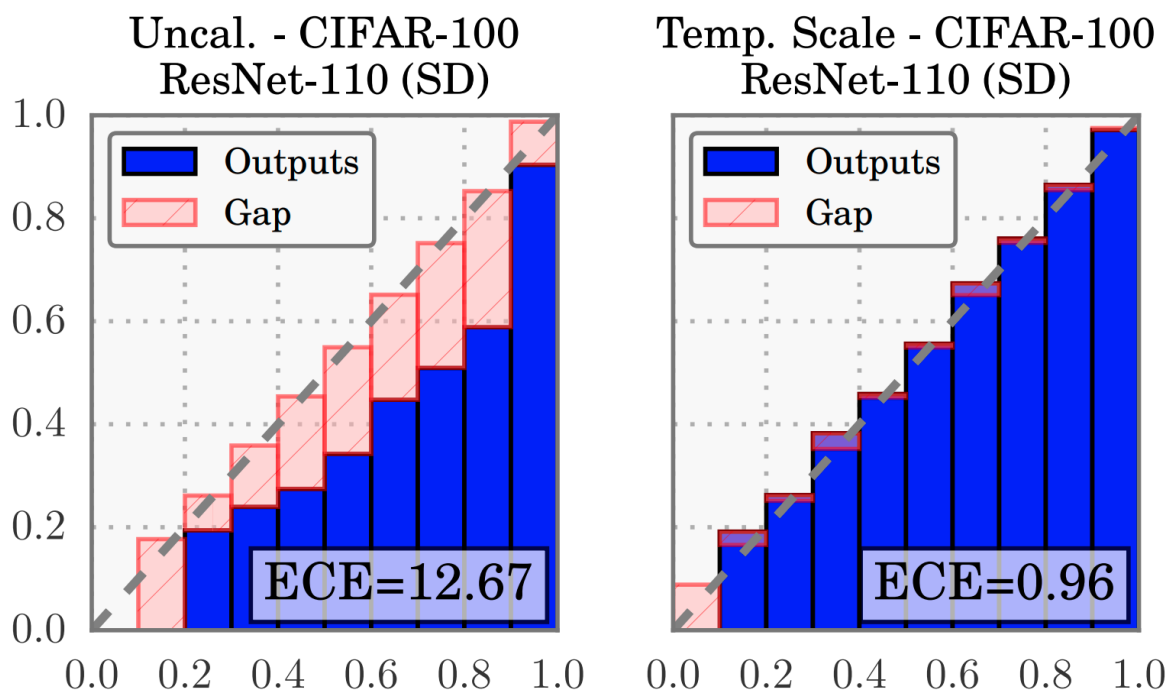 Uncal. - CIFAR-100
ResNet-110 (SD)
1.0
0.8
0.6
0.4
0.2
0.0
Outputs
Gap
ECE=12.67
0.0 0.2 0.4 0.6 0.8 1.0
Temp. Scale - CIFAR-100
ResNet-110 (SD)
Outputs
Gap
ECE=0.96
0.0 0.2 0.4 0.6 0.8 1.0